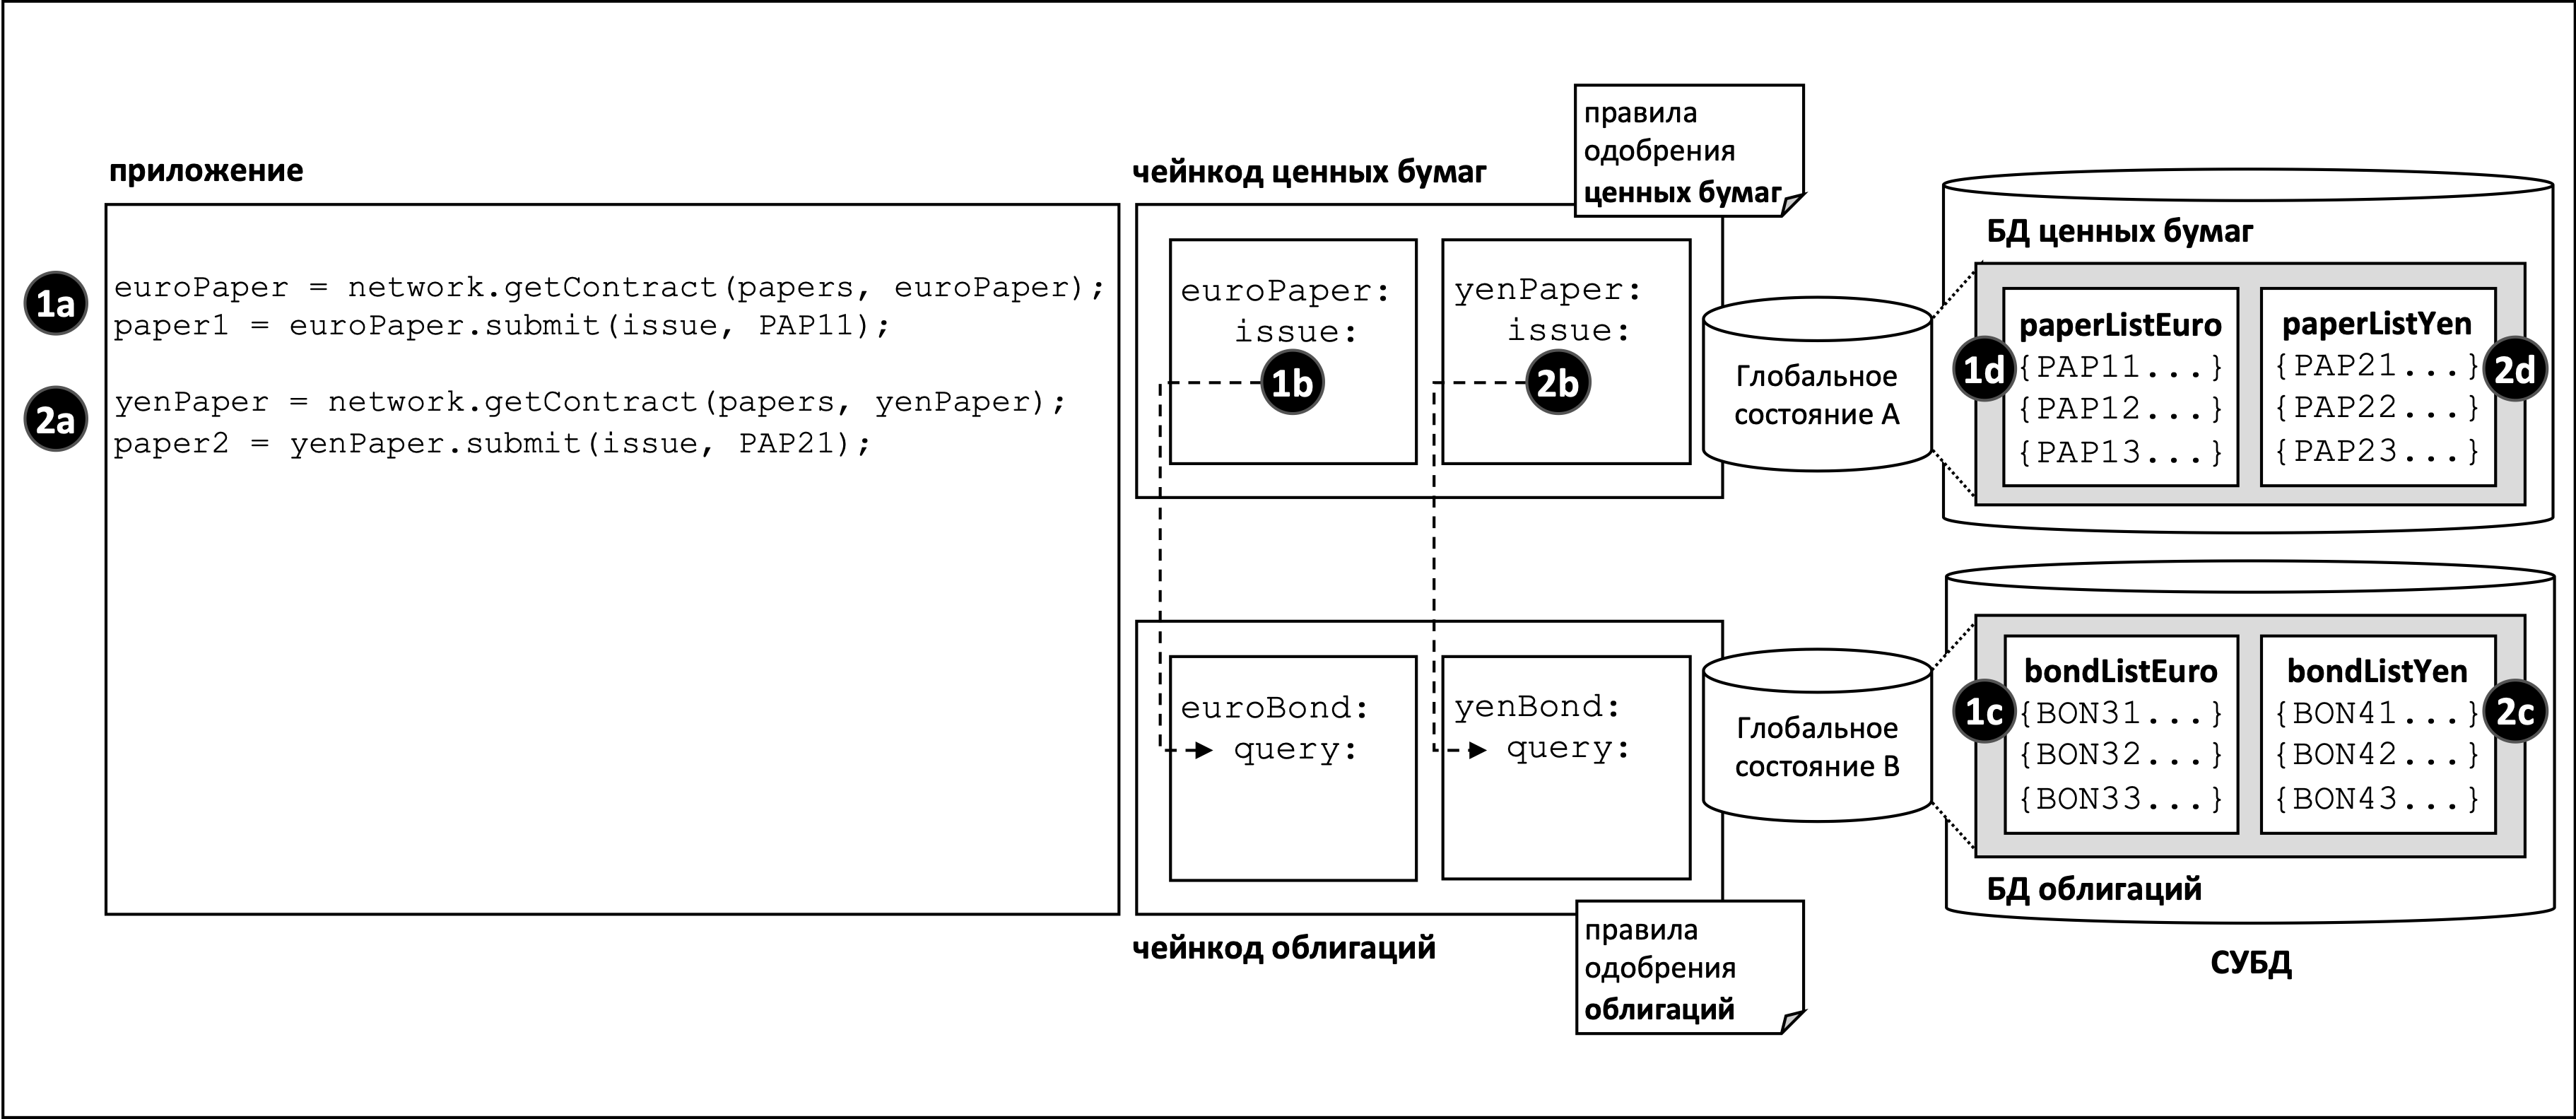 приложение
1a
euroPaper = network.getContract(papers, euroPaper);
paper1 = euroPaper.submit(issue, PAP11);
2a
yenPaper = network.getContract(papers, yenPaper);
paper2 = yenPaper.submit(issue, PAP21);
чейнкод ценных бумаг
правила
одобрения
ценных бумаг
euroPaper:
issue:
1b
yenPaper:
issue:
2b
Глобальное
состояние A
БД ценных бумаг
1d
paperListEuro
{PAP11...}
{PAP12...}
{PAP13...}
paperListYen
{PAP21...}
{PAP22...}
{PAP23...}
2d
euroBond:
query:
yenBond:
query:
чейнкод облигаций
правила
одобрения
облигаций
Глобальное
состояние B
1c
bondListEuro
{BON31...}
{BON32...}
{BON33...}
bondListYen
{BON41...}
{BON42...}
{BON43...}
2c
БД облигаций
СУБД